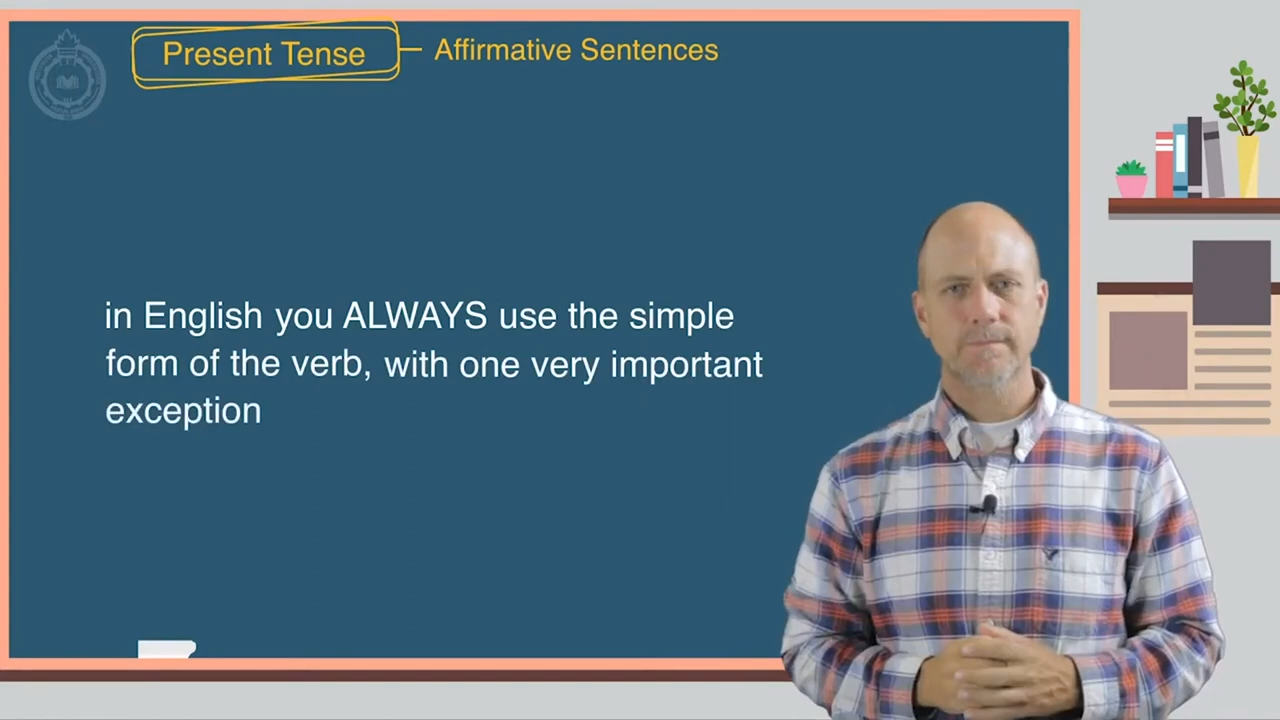 Present Tense
Affirmative Sentences
in English you ALWAYS use the simple
form of the verb, with one very important
exception